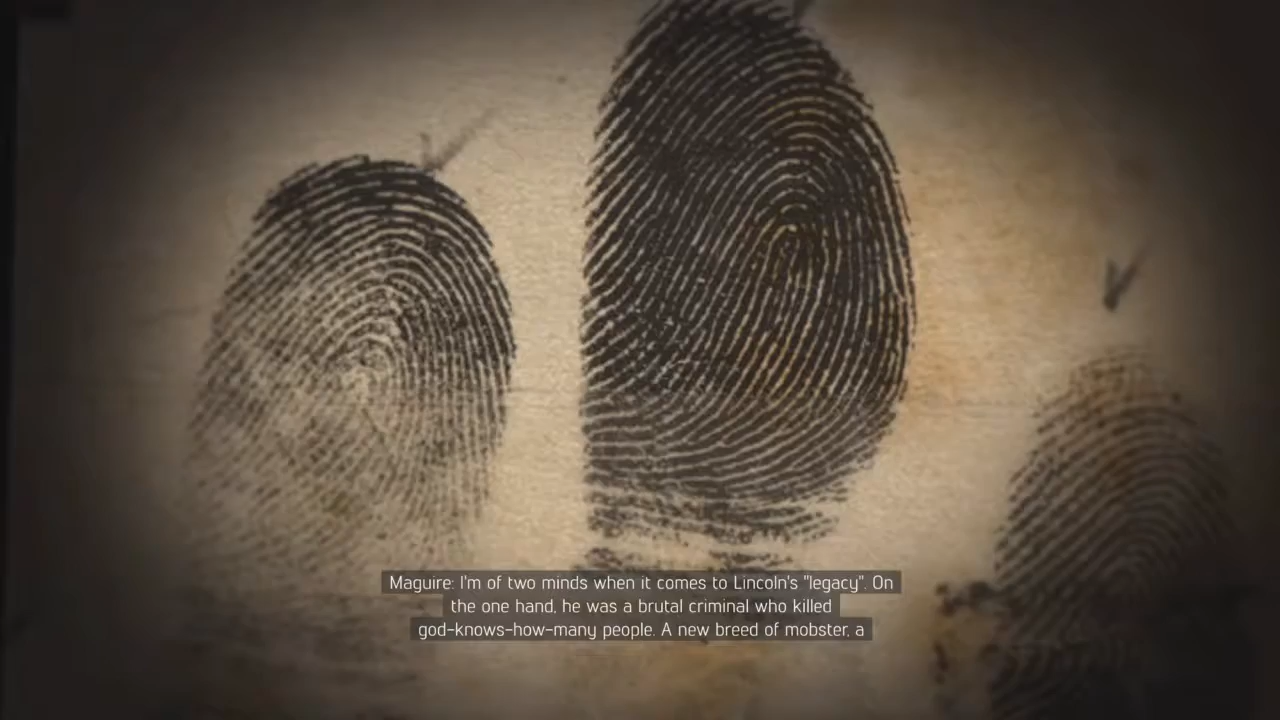 Maguire: I'm of two minds when it comes to Lincoln's "legacy". On
the one hand, he was a brutal criminal who killed
god-knows-how-many people. A new breed of mobster, a